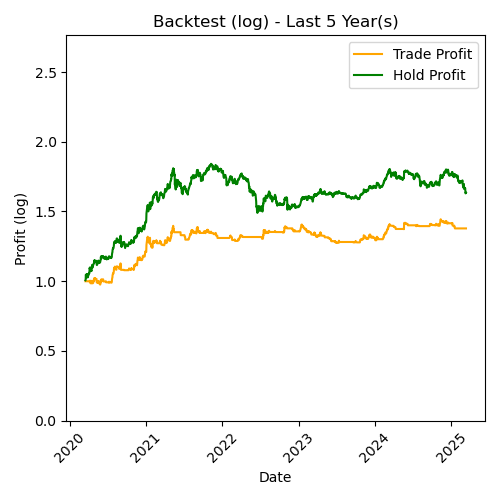 Backtest (log) - Last 5 Year(s)
Trade Profit
Hold Profit
Profit (log)
2.5
2.0
1.5
1.0
0.5
0.0
2020
2021
2022
2023
2024
2025
Date